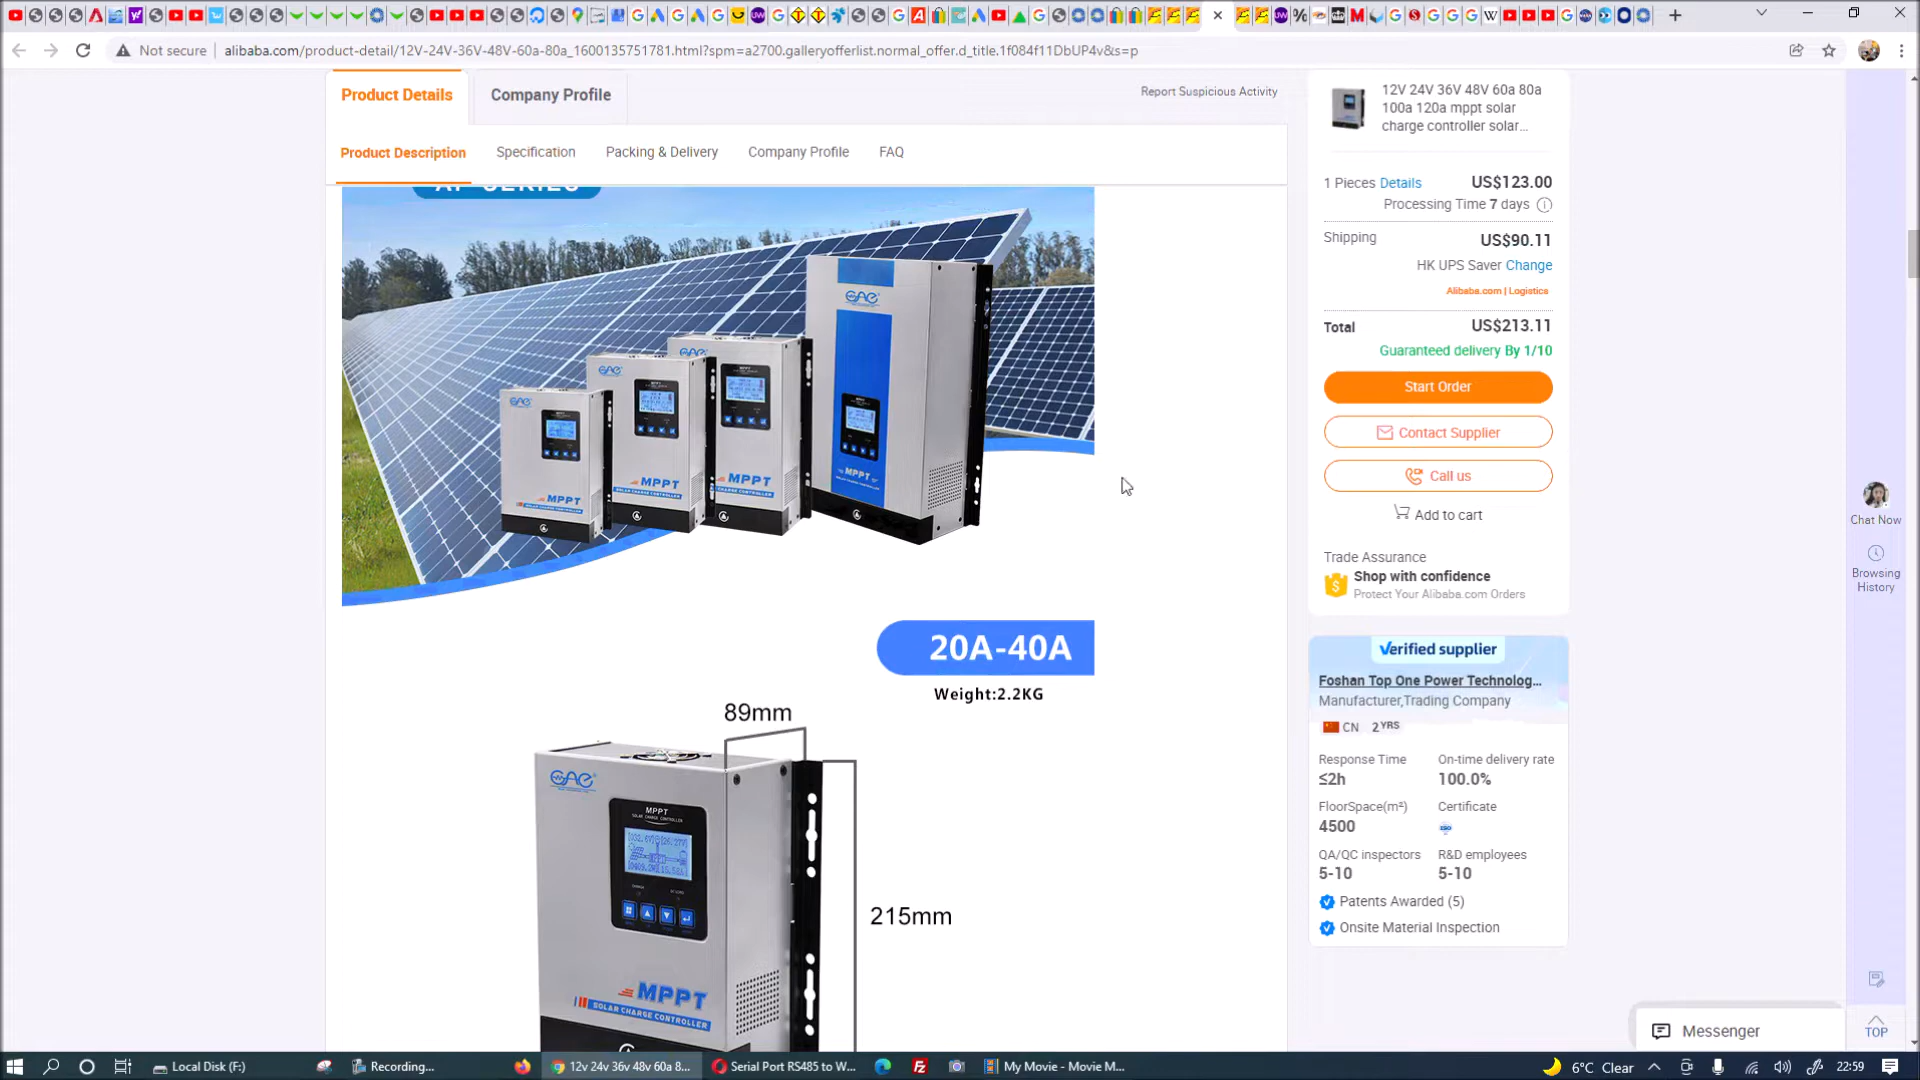 Not secure
alibaba.com/product-detail/12V-24V-36V-48V-60a-80a_1600135751781.html?spm=a2700.galleryofferlist.normal_offer.d_title.1f084f11DbUP4v&s=p
Product Details
Company Profile
Report Suspicious Activity
Product Description
Specification
Packing & Delivery
Company Profile
FAQ
MPPT
MPPT
MPPT
MPPT
20A-40A
Weight:2.2KG
89mm
215mm
MPPT
SOLAR CHARGE CONTROLLER
MPPT
SOLAR CHARGE CONTROLLER
12V 24V 36V 48V 60a 80a
100a 120a mppt solar
charge controller solar...
1 Pieces Details
US$123.00
Processing Time 7 days
Shipping
US$90.11
HK UPS Saver Change
Alibaba.com | Logistics
Total
US$213.11
Guaranteed delivery By 1/10
Start Order
Contact Supplier
Call us
Add to cart
Trade Assurance
Shop with confidence
Protect Your Alibaba.com Orders
Verified supplier
Foshan Top One Power Technolog...
Manufacturer,Trading Company
CN 2 YRS
Response Time
On-time delivery rate
≤2h
100.0%
FloorSpace(m²)
Certificate
4500
QA/QC inspectors
R&D employees
5-10
5-10
Patents Awarded (5)
Onsite Material Inspection
Chat Now
Browsing
History
TOP
Messenger
Local Disk (F:)
Recording...
12v 24v 36v 48v 60a 8...
Serial Port RS485 to W...
My Movie - Movie M...
6°C Clear
22:59